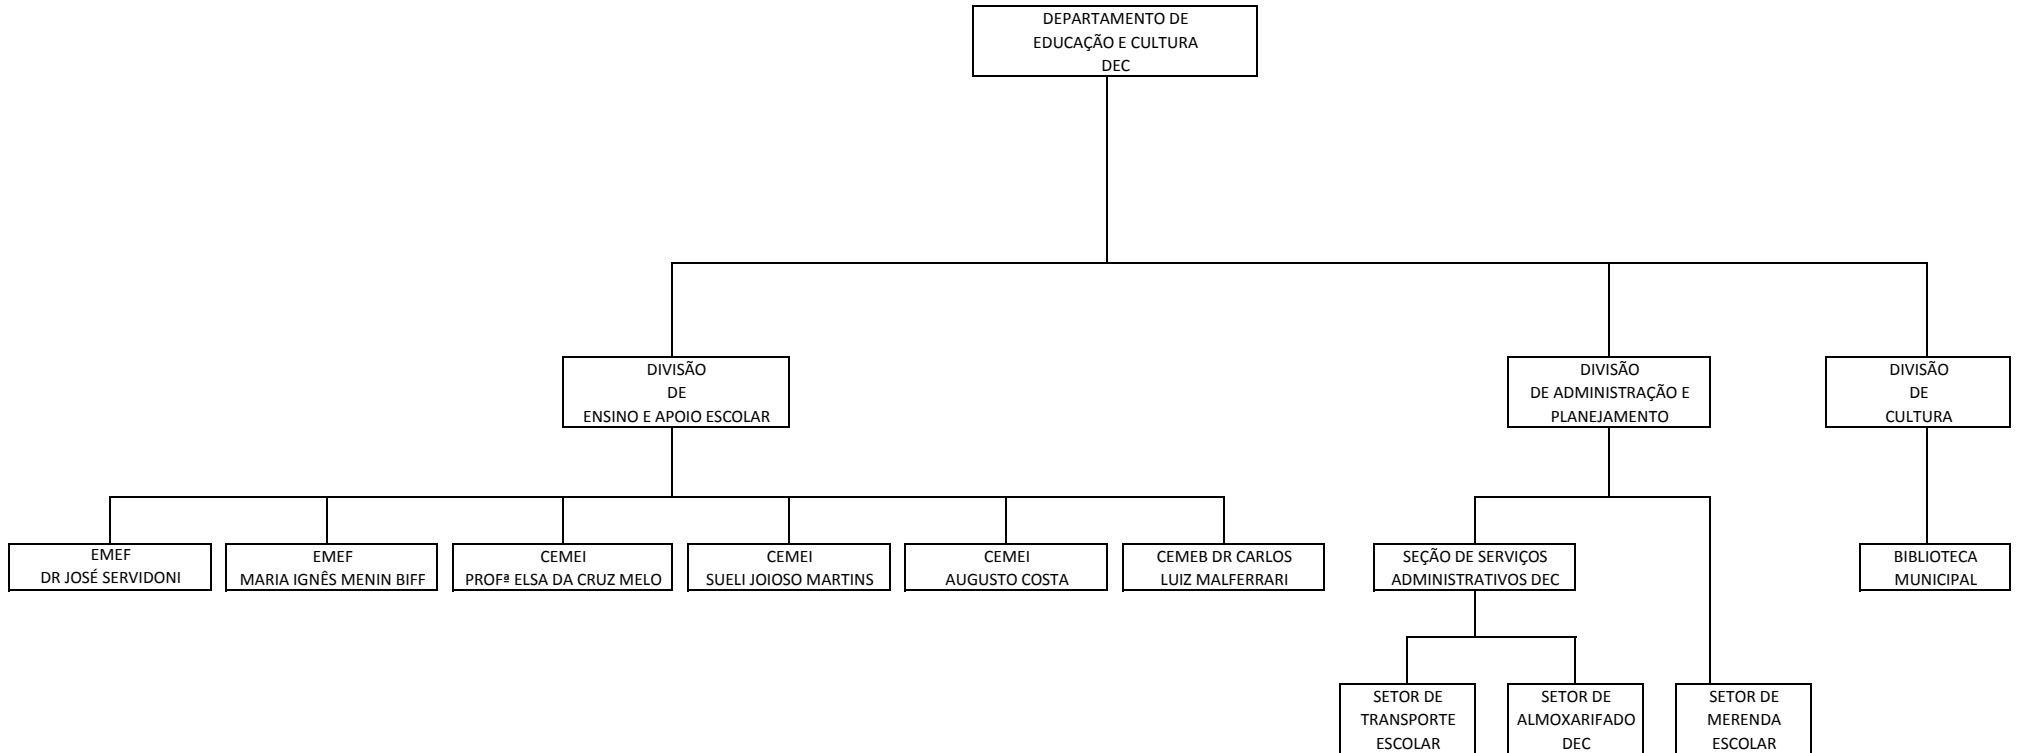 DEPARTAMENTO DE
EDUCAÇÃO E CULTURA
DEC
DIVISÃO
DE
ENSINO E APOIO ESCOLAR
DIVISÃO
DE ADMINISTRAÇÃO E
PLANEJAMENTO
DIVISÃO
DE
CULTURA
EMEF
DR JOSÉ SERVIDONI
EMEF
MARIA IGNÊS MENIN BIFF
CEMEI
PROFª ELSA DA CRUZ MELO
CEMEI
SUELI JOIOSO MARTINS
CEMEI
AUGUSTO COSTA
CEMEB DR CARLOS
LUIZ MALFERRARI
SEÇÃO DE SERVIÇOS
ADMINISTRATIVOS DEC
BIBLIOTECA
MUNICIPAL
SETOR DE
TRANSPORTE
ESCOLAR
SETOR DE
ALMOXARIFADO
DEC
SETOR DE
MERENDA
ESCOLAR